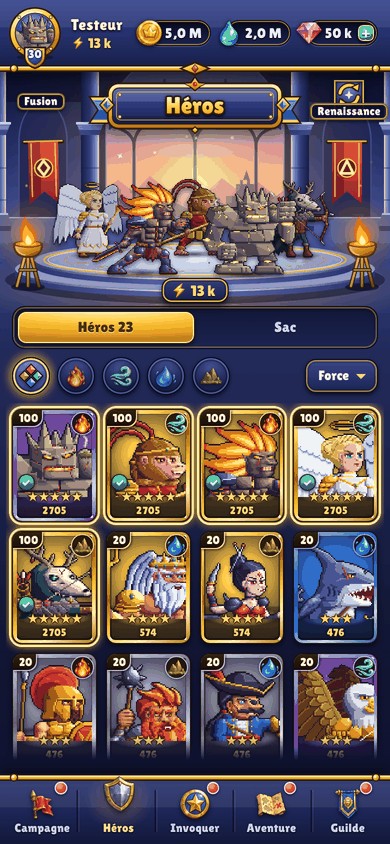 Testeur
13 k
30
5,0 M
2,0 M
50 k
Fusion
Héros
Renaissance
13 k
Héros 23
Sac
Force
100
2705
100
2705
100
2705
100
2705
100
2705
20
574
20
574
20
476
20
476
20
476
20
476
20
476
Campagne
Héros
Invoquer
Aventure
Guilde